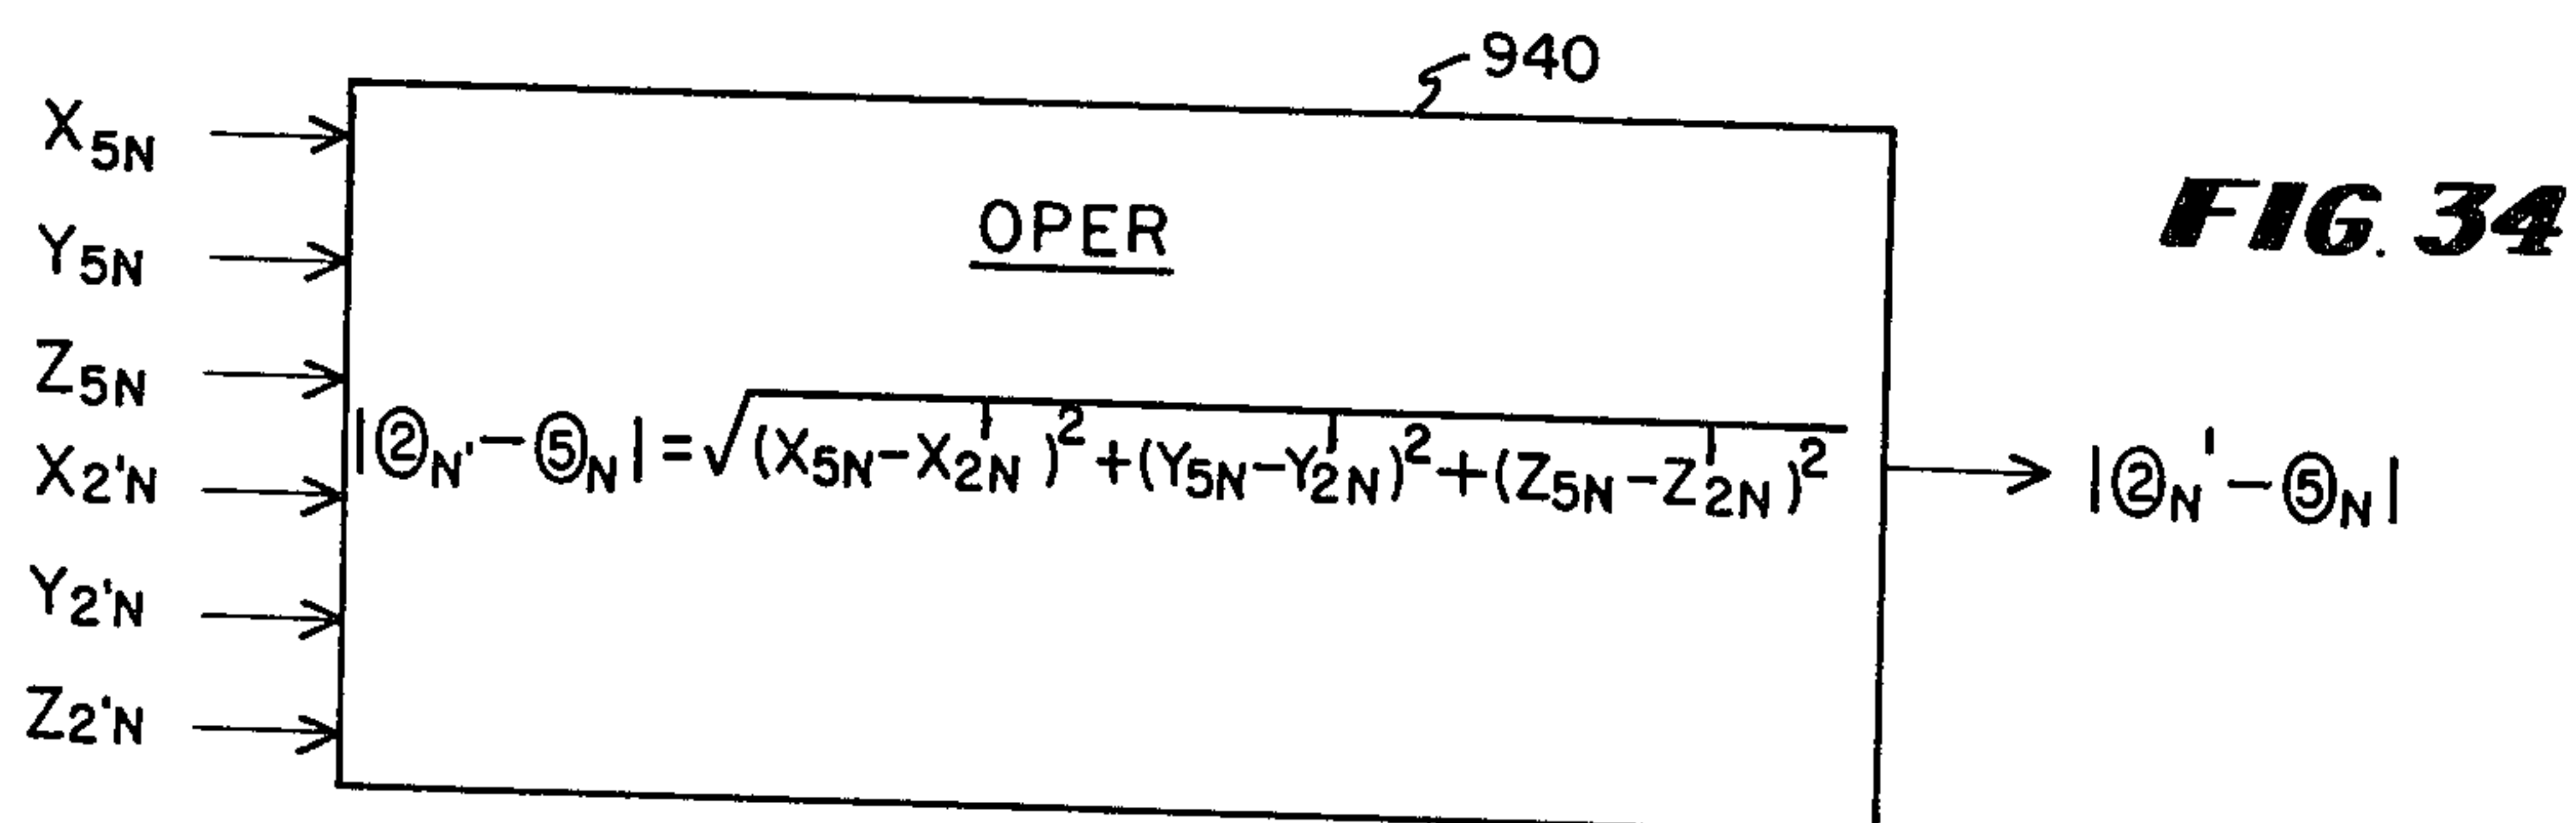 940
X5N
Y5N
Z5N
X2'N
Y2'N
Z2'N
OPER
|②N' - ⑤N| = √(X5N - X'2N)² + (Y5N - Y'2N)² + (Z5N - Z'2N)²
|②N' - ⑤N|
FIG. 34